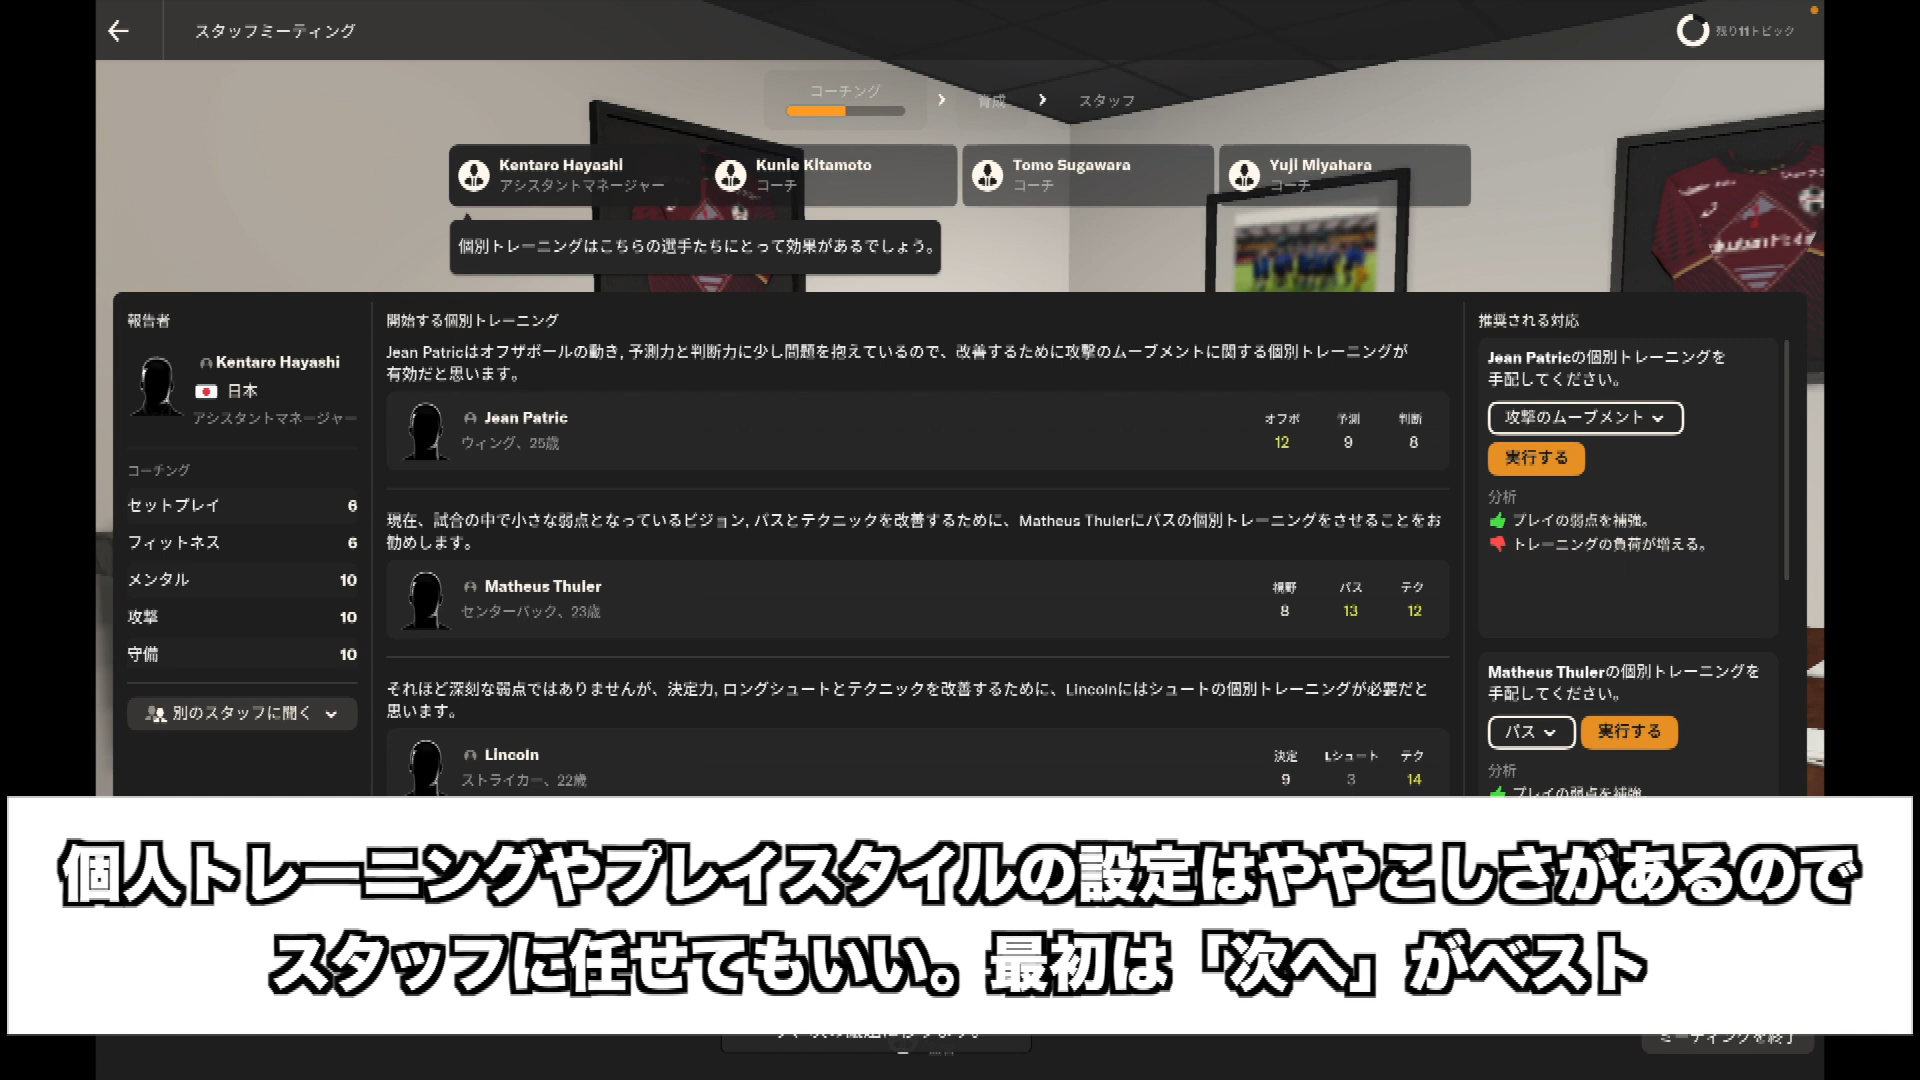 スタッフミーティング
残り11トピック
コーチング
育成
スタッフ
Kentaro Hayashi
アシスタントマネージャー
Kunie Kitamoto
コーチ
Tomo Sugawara
コーチ
Yuji Miyahara
コーチ
個別トレーニングはこちらの選手たちにとって効果があるでしょう。
報告者
Kentaro Hayashi
日本
アシスタントマネージャー
コーチング
セットプレイ 6
フィットネス 6
メンタル 10
攻撃 10
守備 10
別のスタッフに聞く
開始する個別トレーニング
Jean Patricはオフザボールの動き, 予測力と判断力に少し問題を抱えているので、改善するために攻撃のムーブメントに関する個別トレーニングが
有効だと思います。
Jean Patric
ウィング、25歳
オフボ 予測 判断
12 9 8
現在、試合の中で小さな弱点となっているビジョン, パスとテクニックを改善するために、Matheus Thulerにパスの個別トレーニングをさせることをお
勧めします。
Matheus Thuler
センターバック、23歳
視野 パス テク
8 13 12
それほど深刻な弱点ではありませんが、決定力, ロングシュートとテクニックを改善するために、Lincolnにはシュートの個別トレーニングが必要だと
思います。
Lincoln
ストライカー、22歳
決定 Lシュート テク
9 3 14
推奨される対応
Jean Patricの個別トレーニングを
手配してください。
攻撃のムーブメント
実行する
分析
プレイの弱点を補強。
トレーニングの負荷が増える。
Matheus Thulerの個別トレーニングを
手配してください。
パス 実行する
分析
プレイの弱点を補強。
個人トレーニングやプレイスタイルの設定はややこしさがあるので
スタッフに任せてもいい。最初は「次へ」がベスト
ミーティングを終了